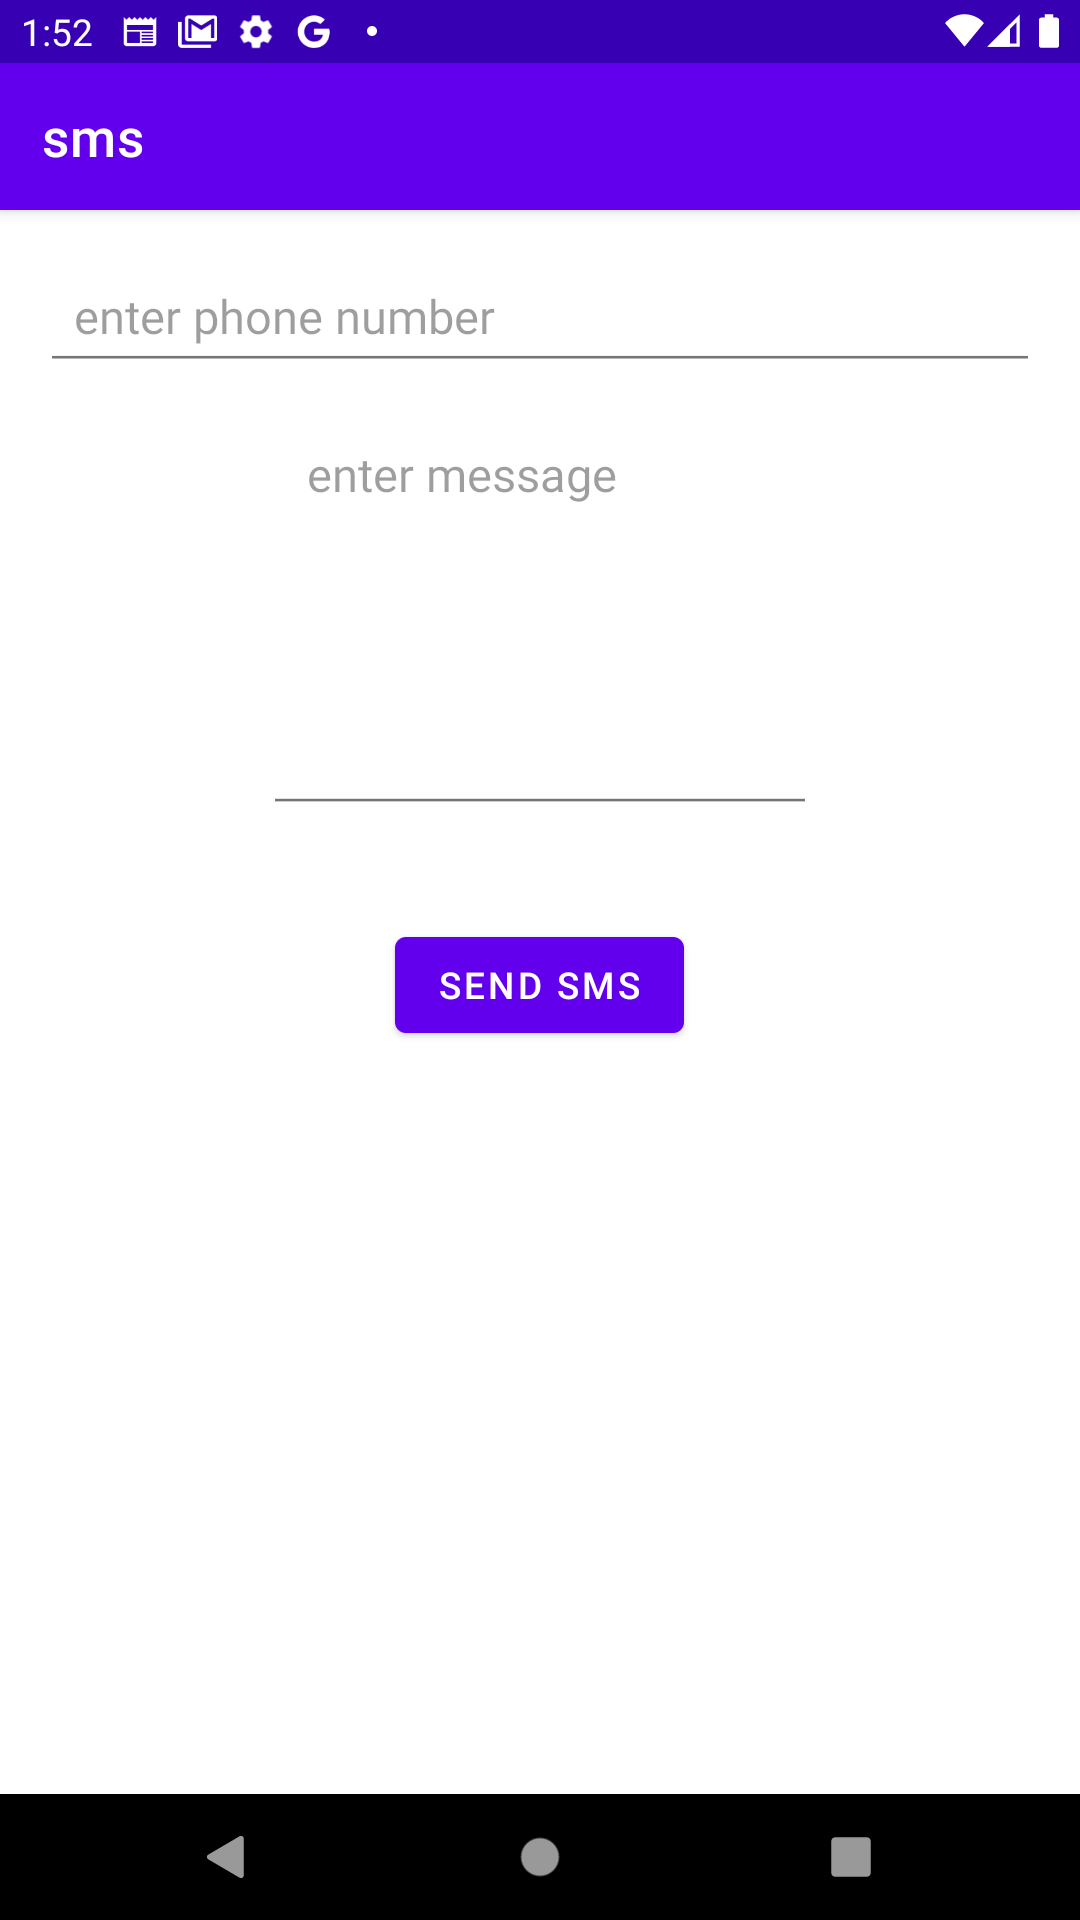 1:52
sms
enter phone number
enter message
SEND SMS